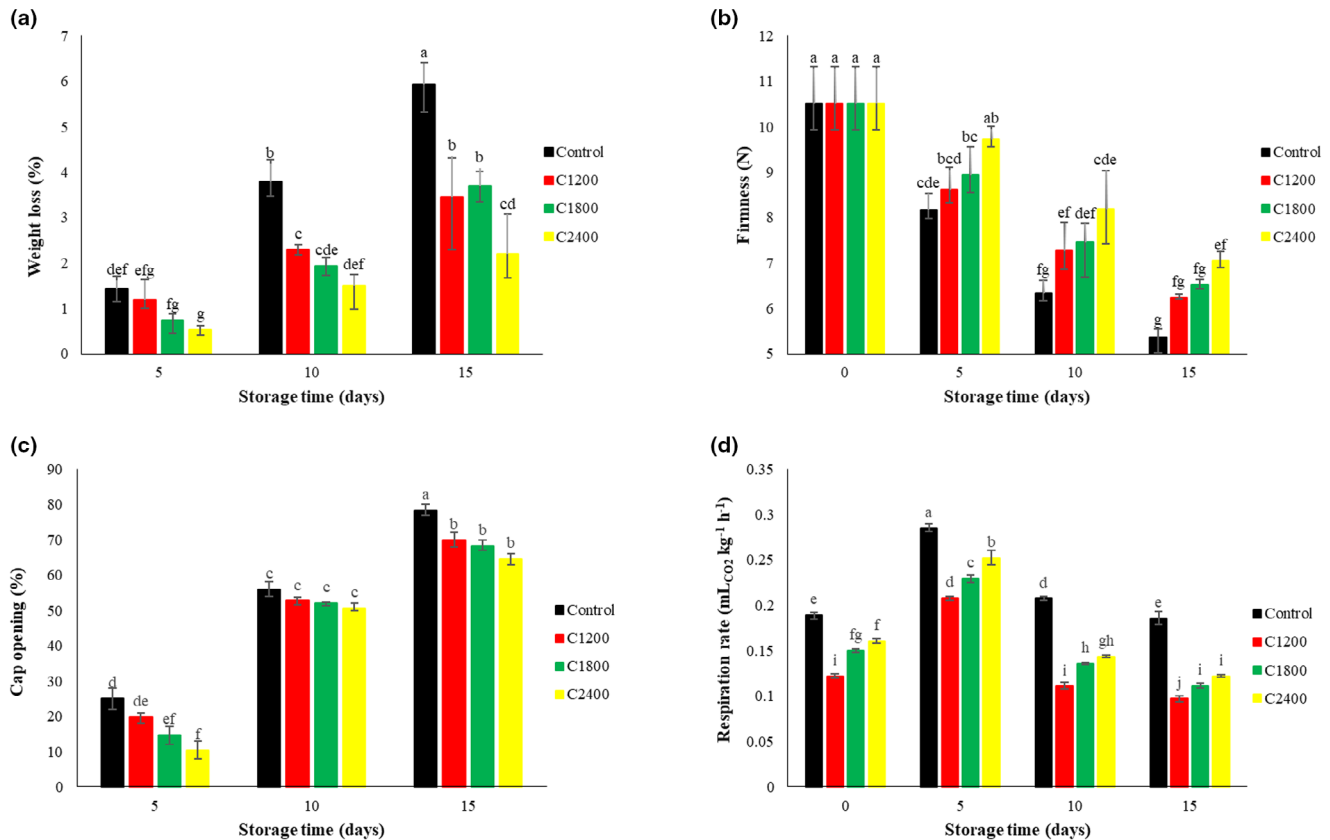 (a)
7
6
5
4
3
2
1
0
Weight loss (%)
def efg fg g
b c cde def
a b b cd
5 10 15
Storage time (days)
Control
C1200
C1800
C2400
(b)
12
11
10
9
8
7
6
5
Firmness (N)
a a a a
cde bcd bc ab
fg ef def cde
g fg fg ef
0 5 10 15
Storage time (days)
Control
C1200
C1800
C2400
(c)
90
80
70
60
50
40
30
20
10
0
Cap opening (%)
d de ef f
c c c c
a b b b
5 10 15
Storage time (days)
Control
C1200
C1800
C2400
(d)
0.35
0.3
0.25
0.2
0.15
0.1
0.05
0
Respiration rate (mL-CO2 kg-1 h-1)
e i fg f
a d c b
d i h gh
e j i i
0 5 10 15
Storage time (days)
Control
C1200
C1800
C2400